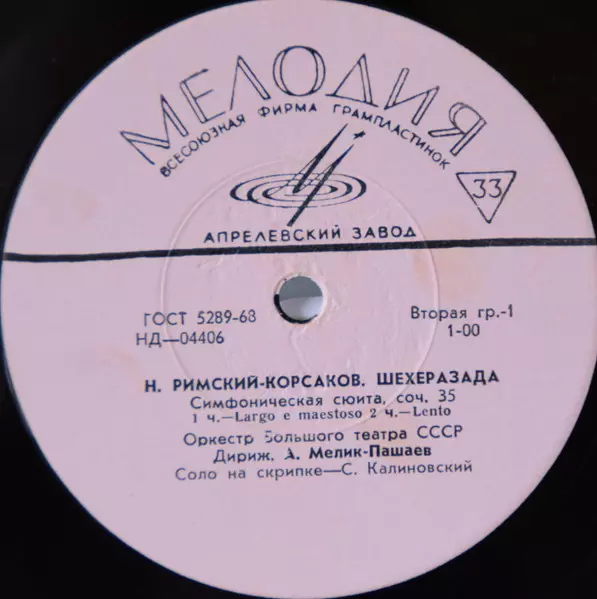 МЕЛОДИЯ
ВСЕСОЮЗНАЯ ФИРМА ГРАМПЛАСТИНОК
33
АПРЕЛЕВСКИЙ ЗАВОД
ГОСТ 5289-68
Вторая гр.-1
НД—04406
1-00
Н. РИМСКИЙ-КОРСАКОВ. ШЕХЕРАЗАДА
Симфоническая сюита, соч. 35
1 ч.—Largo e maestoso 2 ч.—Lento
Оркестр Большого театра СССР
Дириж. А. Мелик-Пашаев
Соло на скрипке—С. Калиновский